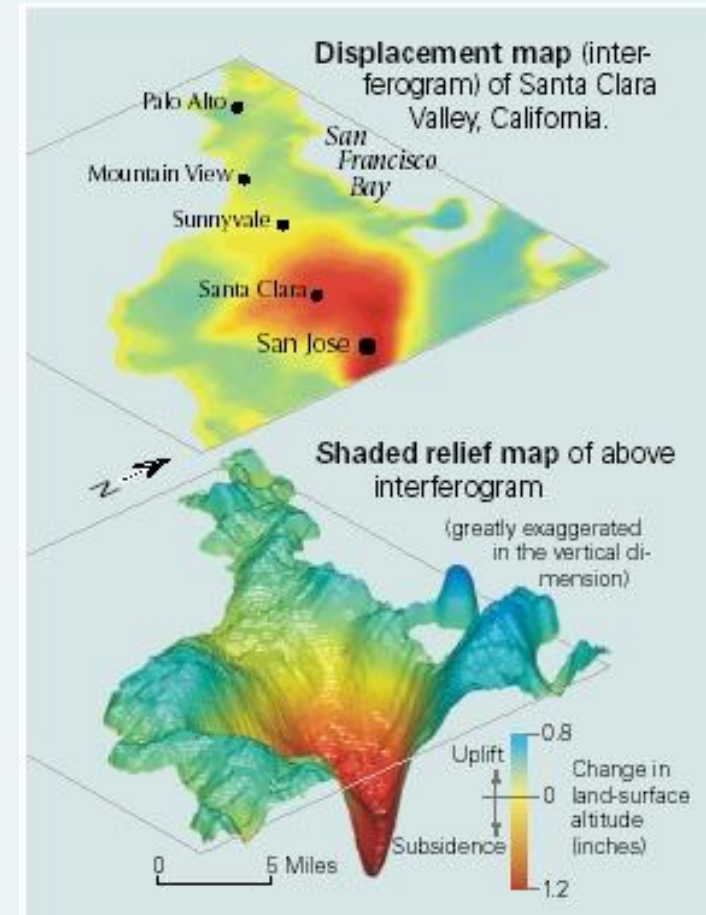 Displacement map (inter-
ferogram) of Santa Clara
Valley, California.
Palo Alto
San
Francisco
Bay
Mountain View
Sunnyvale
Santa Clara
San Jose
Shaded relief map of above
interferogram
N
(greatly exaggerated
in the vertical di-
mension)
0.8
Uplift
Change in
0 land-surface
altitude
Subsidence
(inches)
1.2
0 5 Miles